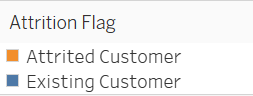 Attrition Flag
Attrited Customer
Existing Customer